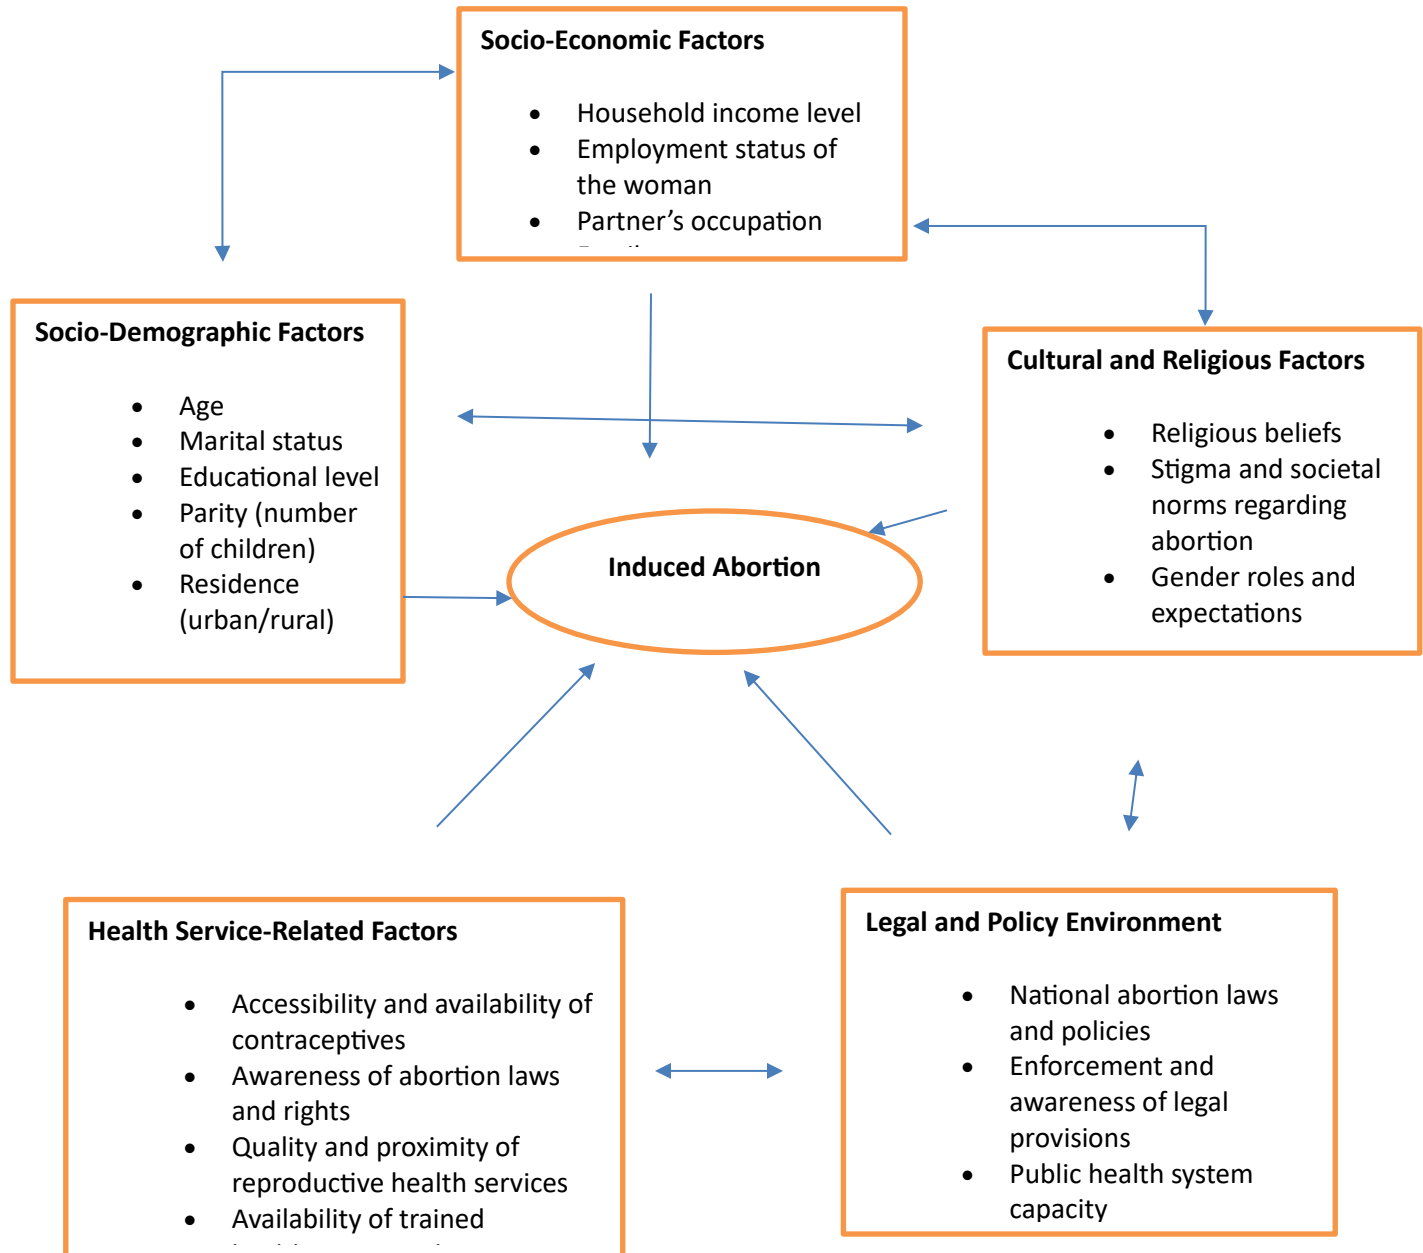 Socio-Economic Factors
• Household income level
• Employment status of
the woman
• Partner’s occupation
Socio-Demographic Factors
• Age
• Marital status
• Educational level
• Parity (number
of children)
• Residence
(urban/rural)
Cultural and Religious Factors
• Religious beliefs
• Stigma and societal
norms regarding
abortion
• Gender roles and
expectations
Induced Abortion
Health Service-Related Factors
• Accessibility and availability of
contraceptives
• Awareness of abortion laws
and rights
• Quality and proximity of
reproductive health services
• Availability of trained
Legal and Policy Environment
• National abortion laws
and policies
• Enforcement and
awareness of legal
provisions
• Public health system
capacity